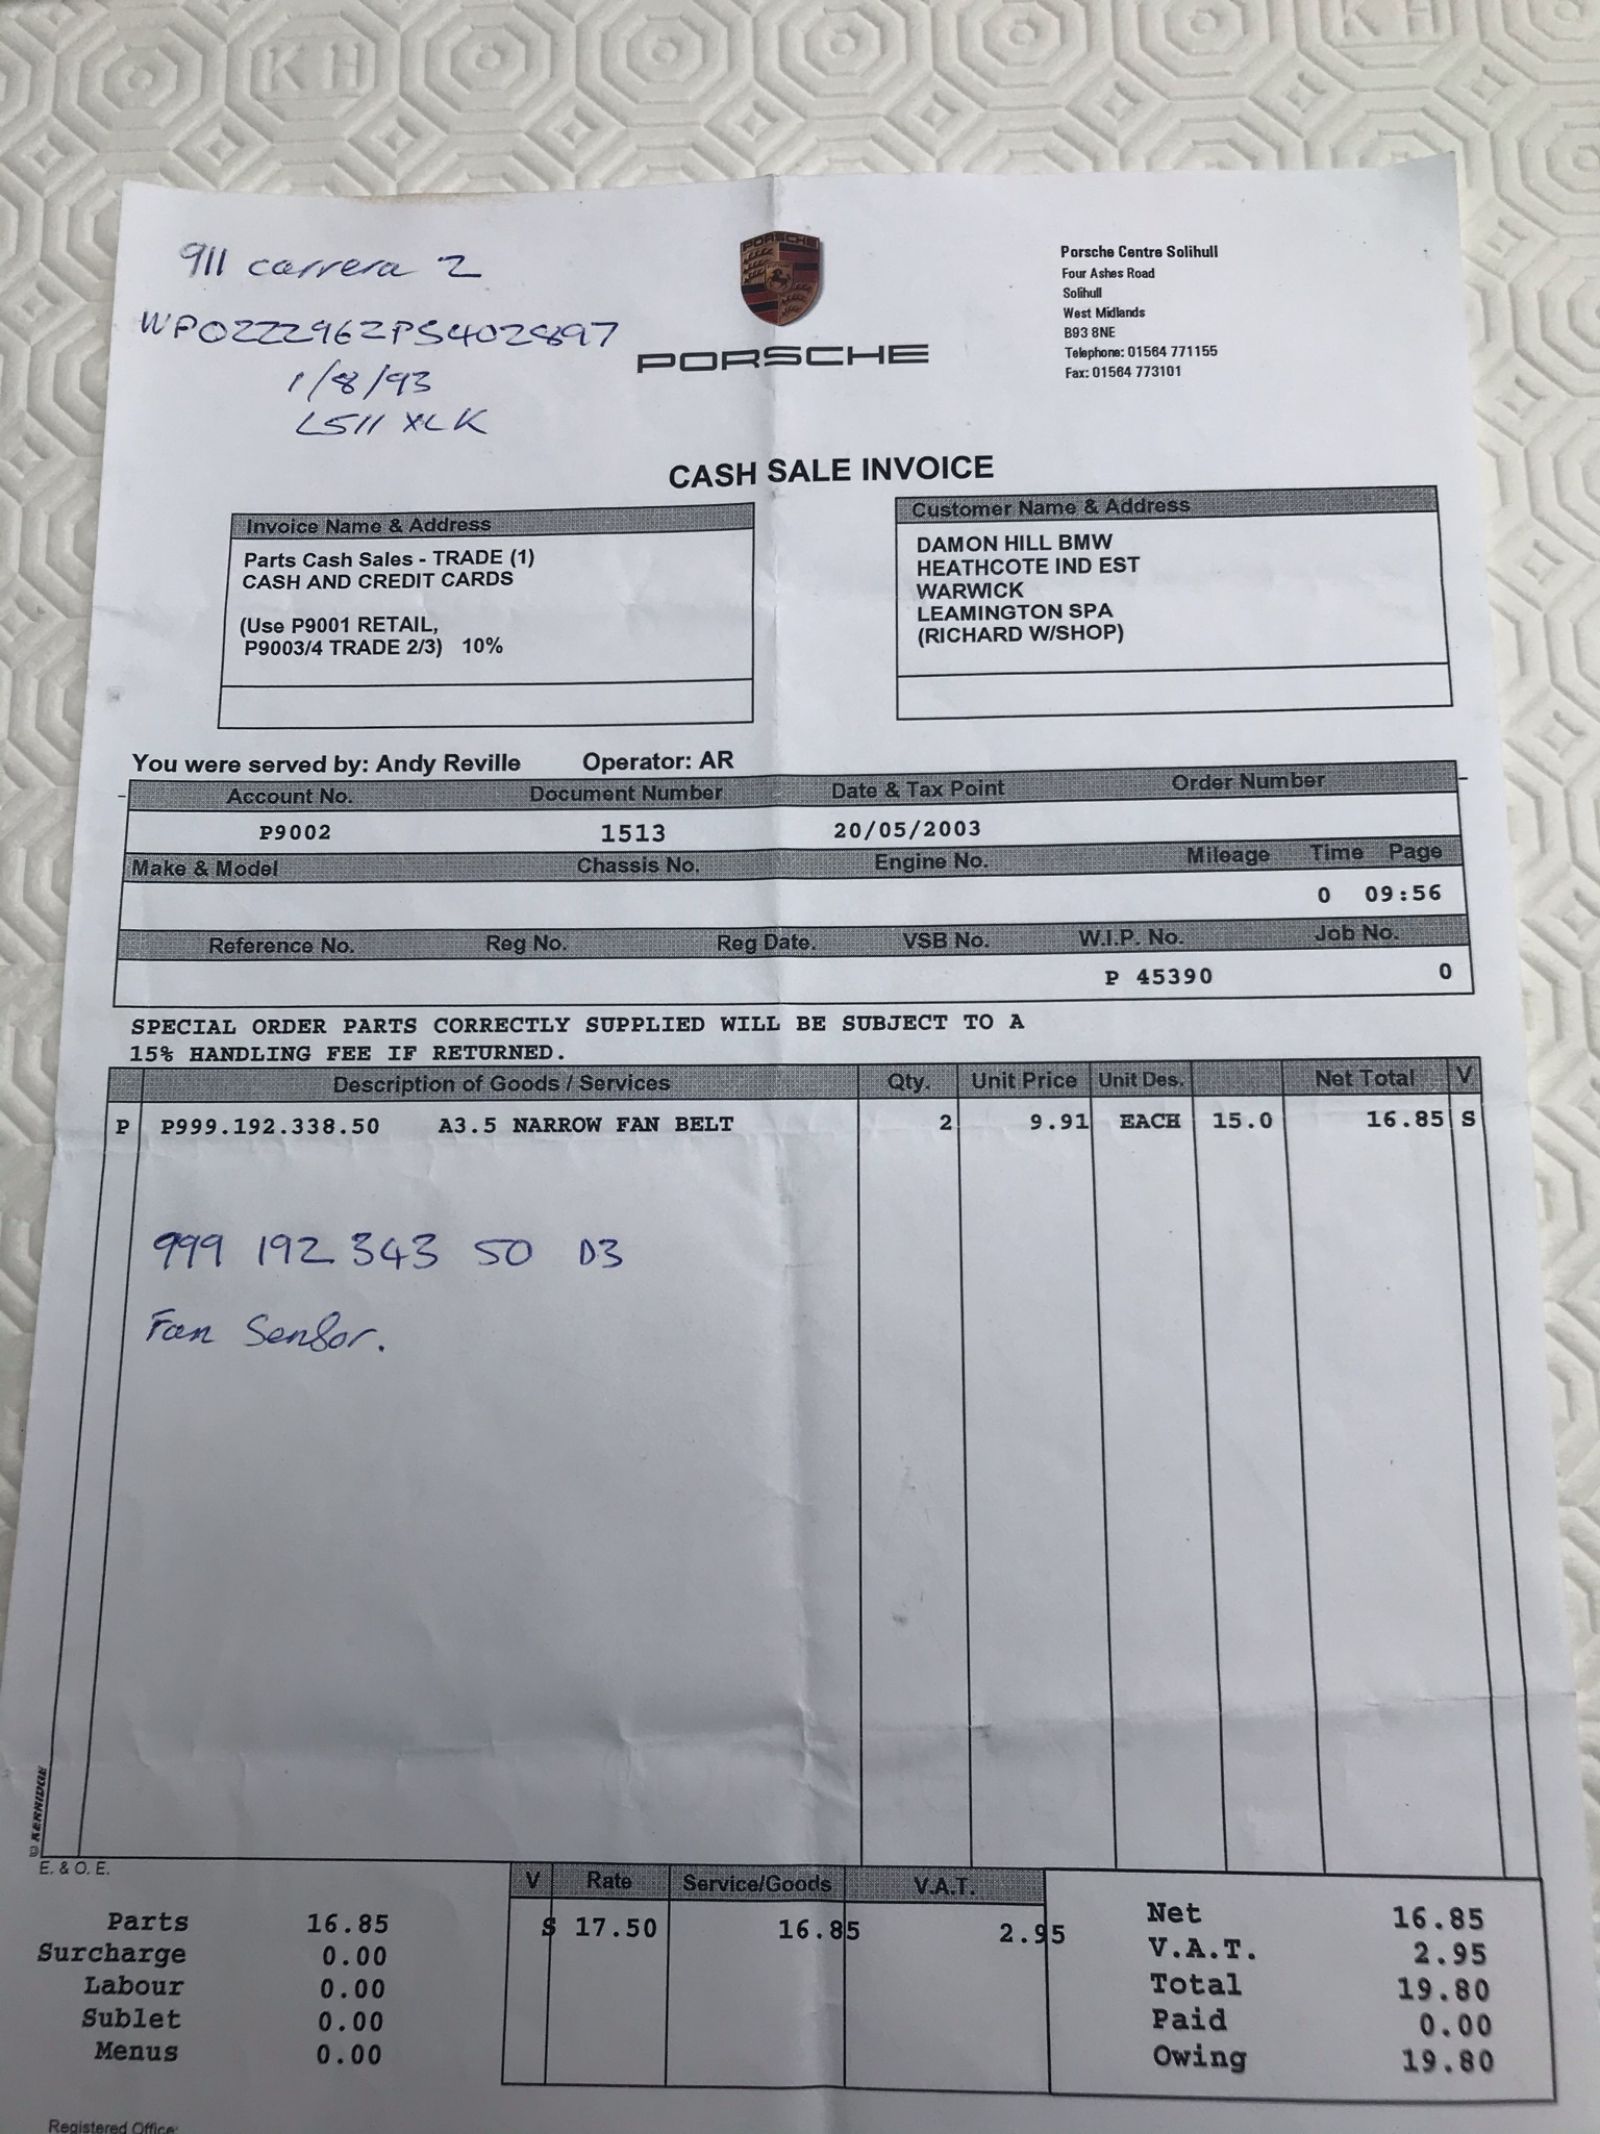 KH
KH
911 carrera 2
WP0ZZZ96ZPS402897
1/8/93
L511 XLK
PORSCHE
PORSCHE
Porsche Centre Solihull
Four Ashes Road
Solihull
West Midlands
B93 8NE
Telephone: 01564 771155
Fax: 01564 773101
CASH SALE INVOICE
Invoice Name & Address
Parts Cash Sales - TRADE (1)
CASH AND CREDIT CARDS
(Use P9001 RETAIL,
P9003/4 TRADE 2/3) 10%
Customer Name & Address
DAMON HILL BMW
HEATHCOTE IND EST
WARWICK
LEAMINGTON SPA
(RICHARD W/SHOP)
You were served by: Andy Reville Operator: AR
Account No. Document Number Date & Tax Point Order Number
P9002 1513 20/05/2003
Make & Model Chassis No. Engine No. Mileage Time Page
0 09:56
Reference No. Reg No. Reg Date. VSB No. W.I.P. No. Job No.
P 45390 0
SPECIAL ORDER PARTS CORRECTLY SUPPLIED WILL BE SUBJECT TO A
15% HANDLING FEE IF RETURNED.
Description of Goods / Services Qty. Unit Price Unit Des. Net Total V
P P999.192.338.50 A3.5 NARROW FAN BELT 2 9.91 EACH 15.0 16.85 S
999 192 343 50 D3
Fan Sensor.
KERRIDGE
E. & O. E.
V Rate Service/Goods V.A.T.
S 17.50 16.85 2.95
Parts 16.85
Surcharge 0.00
Labour 0.00
Sublet 0.00
Menus 0.00
Net 16.85
V.A.T. 2.95
Total 19.80
Paid 0.00
Owing 19.80
Registered Office: